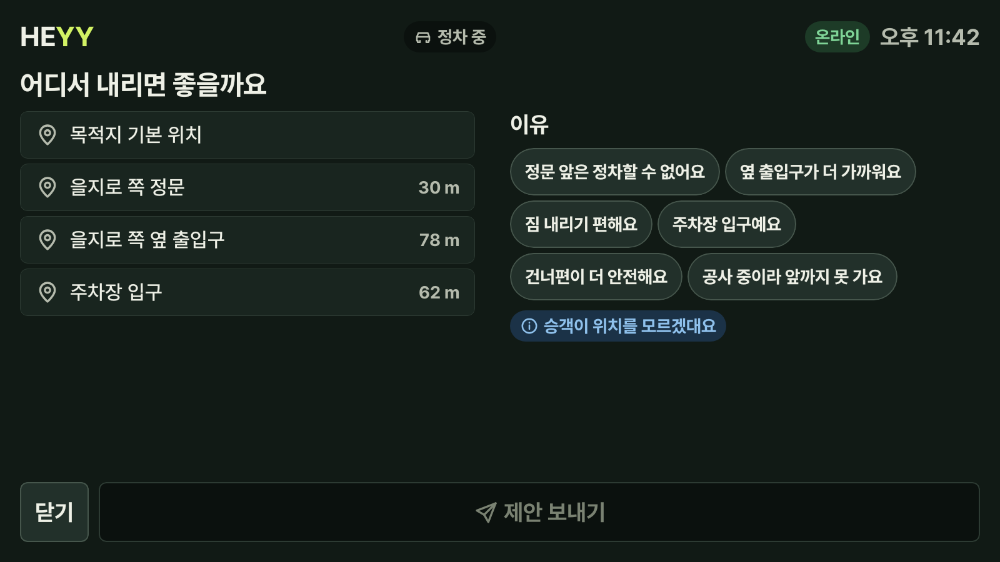 HEYY
정차 중
온라인
오후 11:42
어디서 내리면 좋을까요
목적지 기본 위치
을지로 쪽 정문 30 m
을지로 쪽 옆 출입구 78 m
주차장 입구 62 m
이유
정문 앞은 정차할 수 없어요
옆 출입구가 더 가까워요
짐 내리기 편해요
주차장 입구예요
건너편이 더 안전해요
공사 중이라 앞까지 못 가요
승객이 위치를 모르겠대요
닫기
제안 보내기